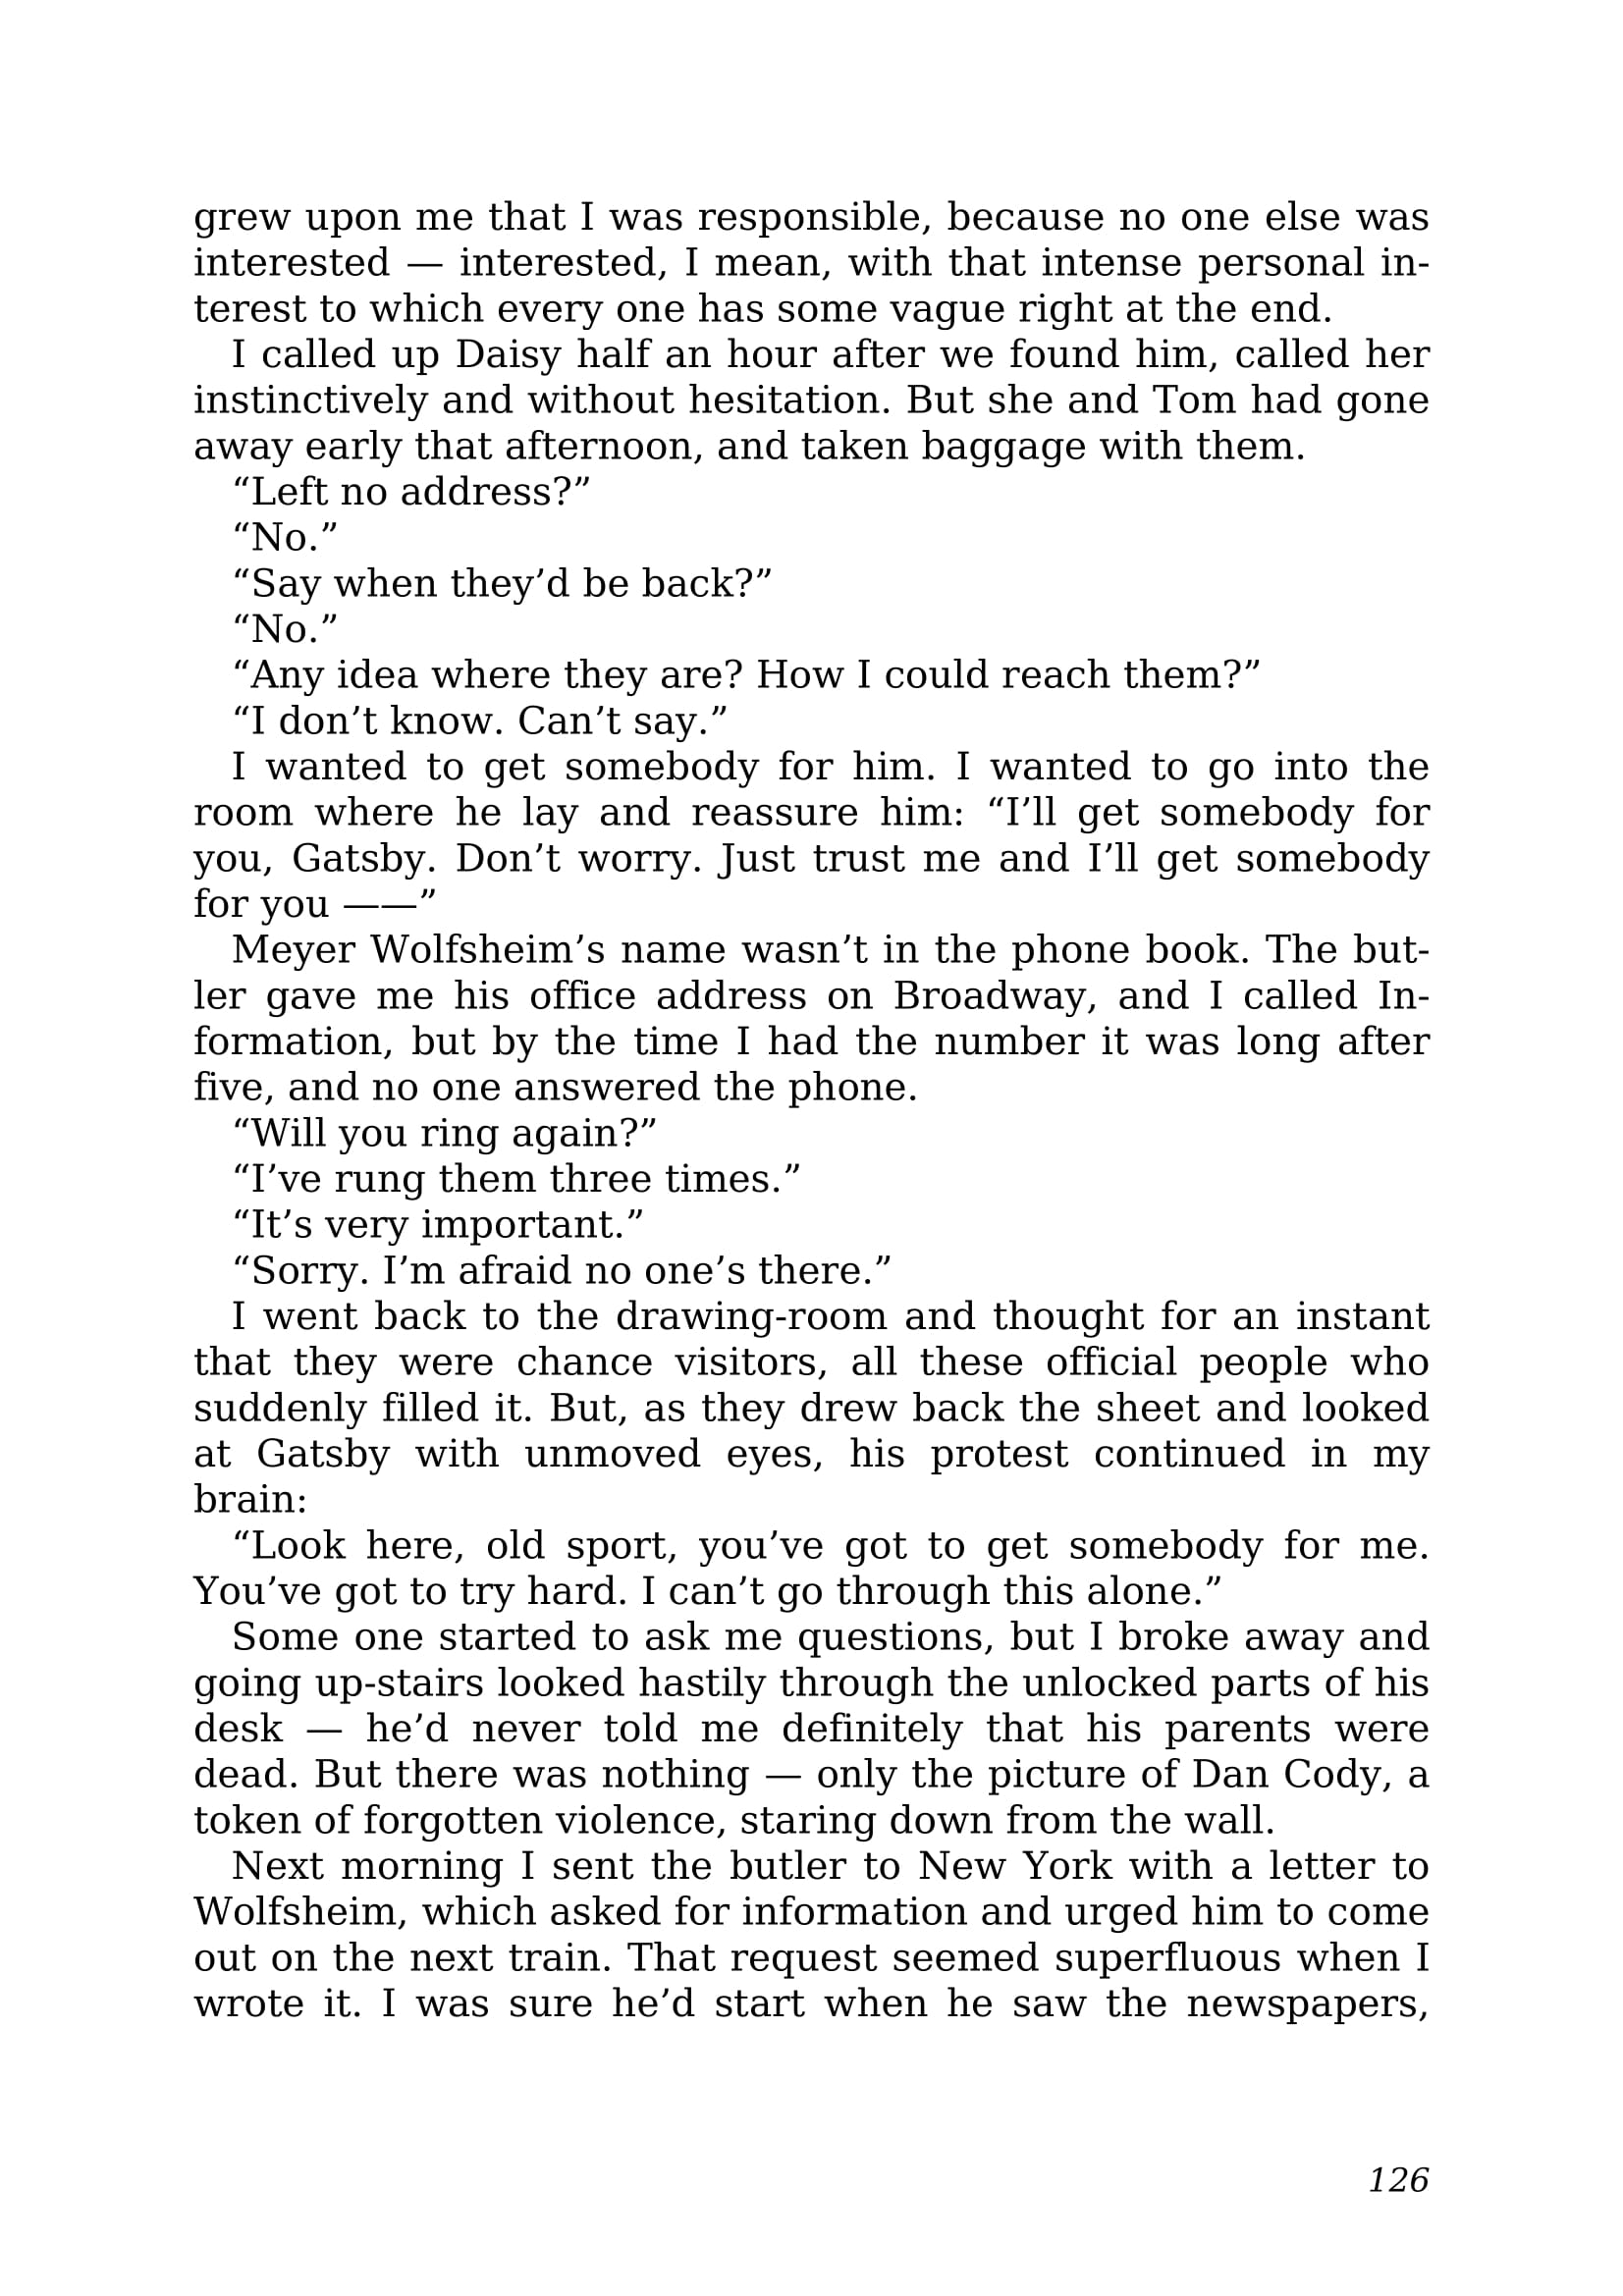 grew upon me that I was responsible, because no one else was
interested — interested, I mean, with that intense personal in-
terest to which every one has some vague right at the end.
I called up Daisy half an hour after we found him, called her
instinctively and without hesitation. But she and Tom had gone
away early that afternoon, and taken baggage with them.
“Left no address?”
“No.”
“Say when they’d be back?”
“No.”
“Any idea where they are? How I could reach them?”
“I don’t know. Can’t say.”
I wanted to get somebody for him. I wanted to go into the
room where he lay and reassure him: “I’ll get somebody for
you, Gatsby. Don’t worry. Just trust me and I’ll get somebody
for you ——”
Meyer Wolfsheim’s name wasn’t in the phone book. The but-
ler gave me his office address on Broadway, and I called In-
formation, but by the time I had the number it was long after
five, and no one answered the phone.
“Will you ring again?”
“I’ve rung them three times.”
“It’s very important.”
“Sorry. I’m afraid no one’s there.”
I went back to the drawing-room and thought for an instant
that they were chance visitors, all these official people who
suddenly filled it. But, as they drew back the sheet and looked
at Gatsby with unmoved eyes, his protest continued in my
brain:
“Look here, old sport, you’ve got to get somebody for me.
You’ve got to try hard. I can’t go through this alone.”
Some one started to ask me questions, but I broke away and
going up-stairs looked hastily through the unlocked parts of his
desk — he’d never told me definitely that his parents were
dead. But there was nothing — only the picture of Dan Cody, a
token of forgotten violence, staring down from the wall.
Next morning I sent the butler to New York with a letter to
Wolfsheim, which asked for information and urged him to come
out on the next train. That request seemed superfluous when I
wrote it. I was sure he’d start when he saw the newspapers,
126